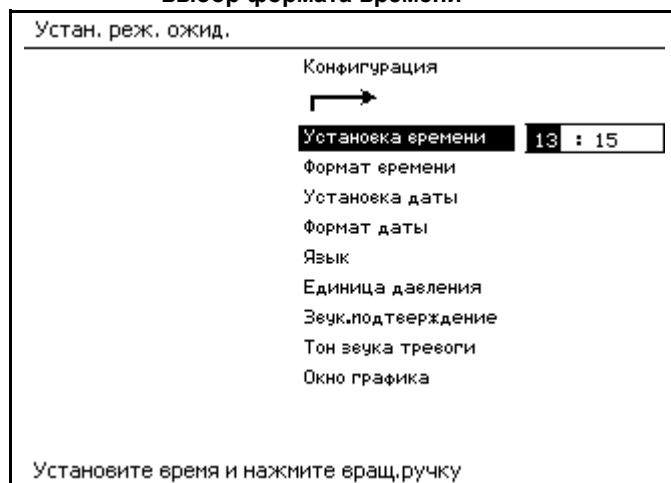 выбор формата времени
Устан. реж. ожид.
Конфигурация
Установка времени 13 : 15
Формат времени
Установка даты
Формат даты
Язык
Единица давления
Звук.подтверждение
Тон звука тревоги
Окно графика
Установите время и нажмите вращ.ручку